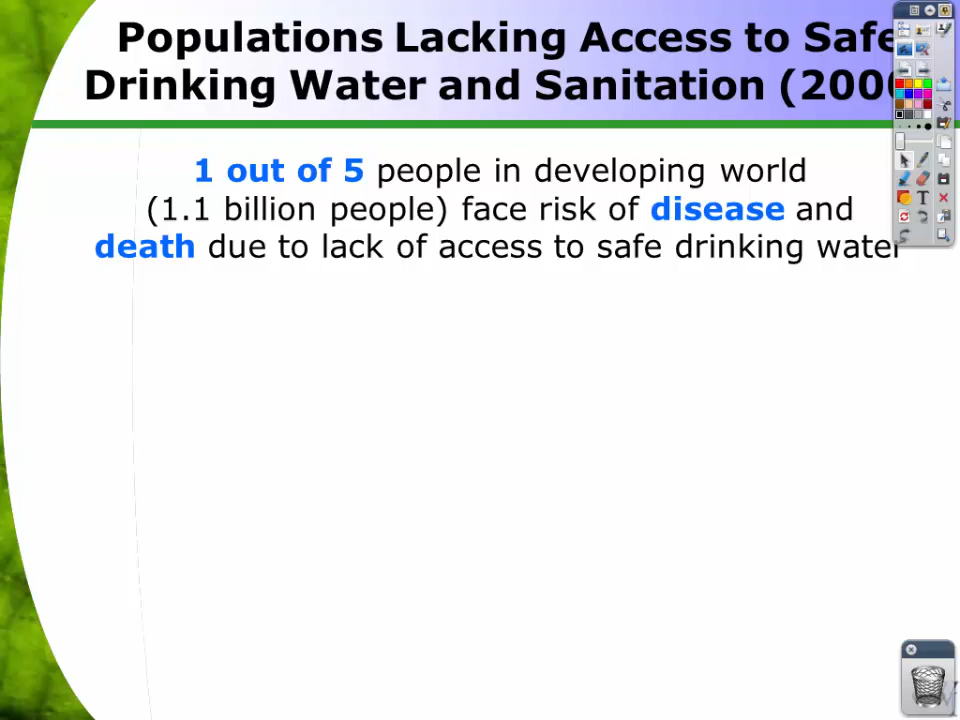 Populations Lacking Access to Safe
Drinking Water and Sanitation
1 out of 5 people in developing world
(1.1 billion people) face risk of disease and
death due to lack of access to safe drinking water